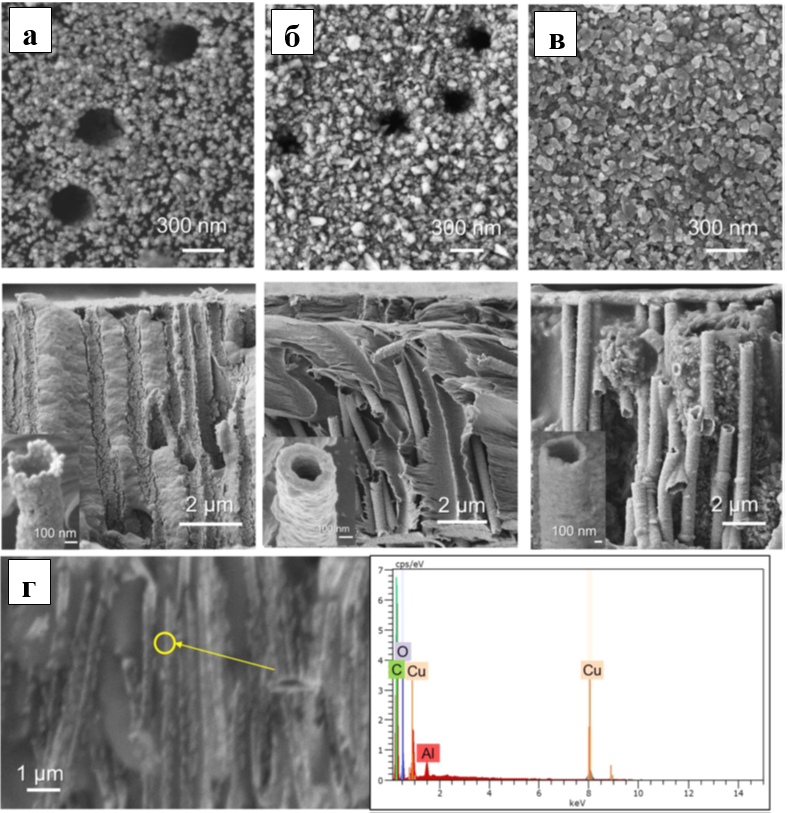 а
б
в
300 nm
300 nm
300 nm
2 µm
100 nm
2 µm
100 nm
2 µm
100 nm
г
1 µm
cps/eV
7
6
5
4
3
2
1
0
O
C
Cu
Al
Cu
2
4
6
8
10
12
14
keV